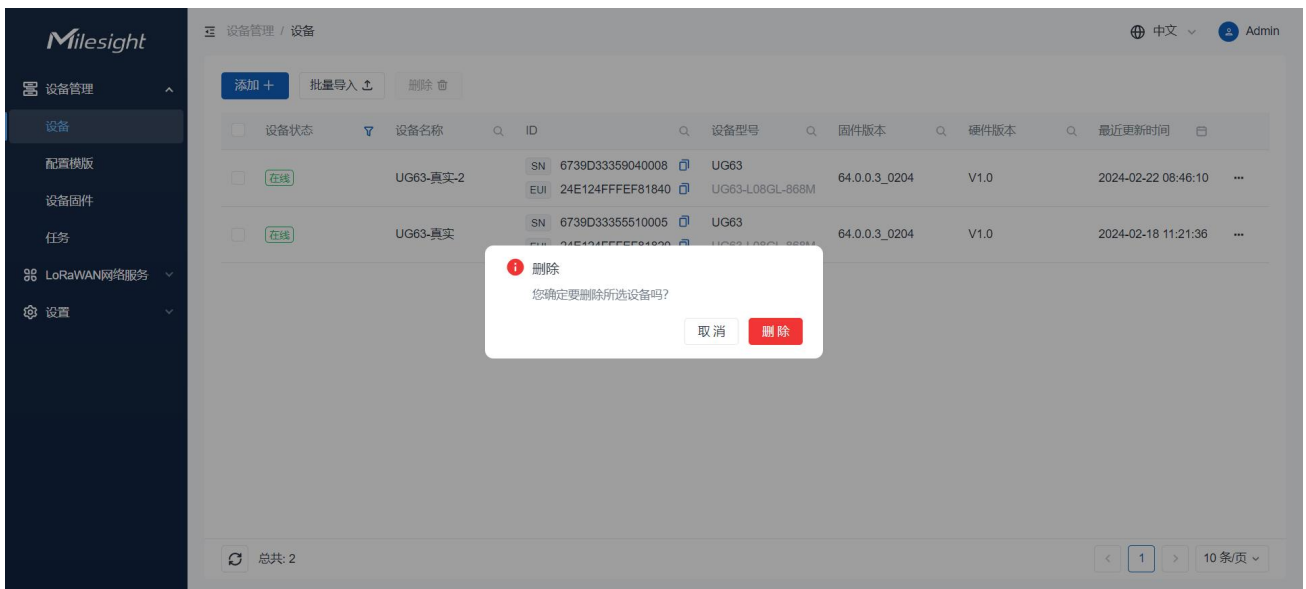 Milesight
设备管理 / 设备
中文
Admin
设备管理
设备
配置模版
设备固件
任务
LoRaWAN网络服务
设置
添加 +
批量导入
删除
设备状态 设备名称 ID 设备型号 固件版本 硬件版本 最近更新时间
在线 UG63-真实-2 SN 6739D33359040008 UG63 64.0.0.3_0204 V1.0 2024-02-22 08:46:10 ...
EUI 24E124FFFEF81840 UG63-L08GL-868M
在线 UG63-真实 SN 6739D33355510005 UG63 64.0.0.3_0204 V1.0 2024-02-18 11:21:36 ...
删除
您确定要删除所选设备吗?
取消 删除
总共: 2
< 1 > 10 条/页